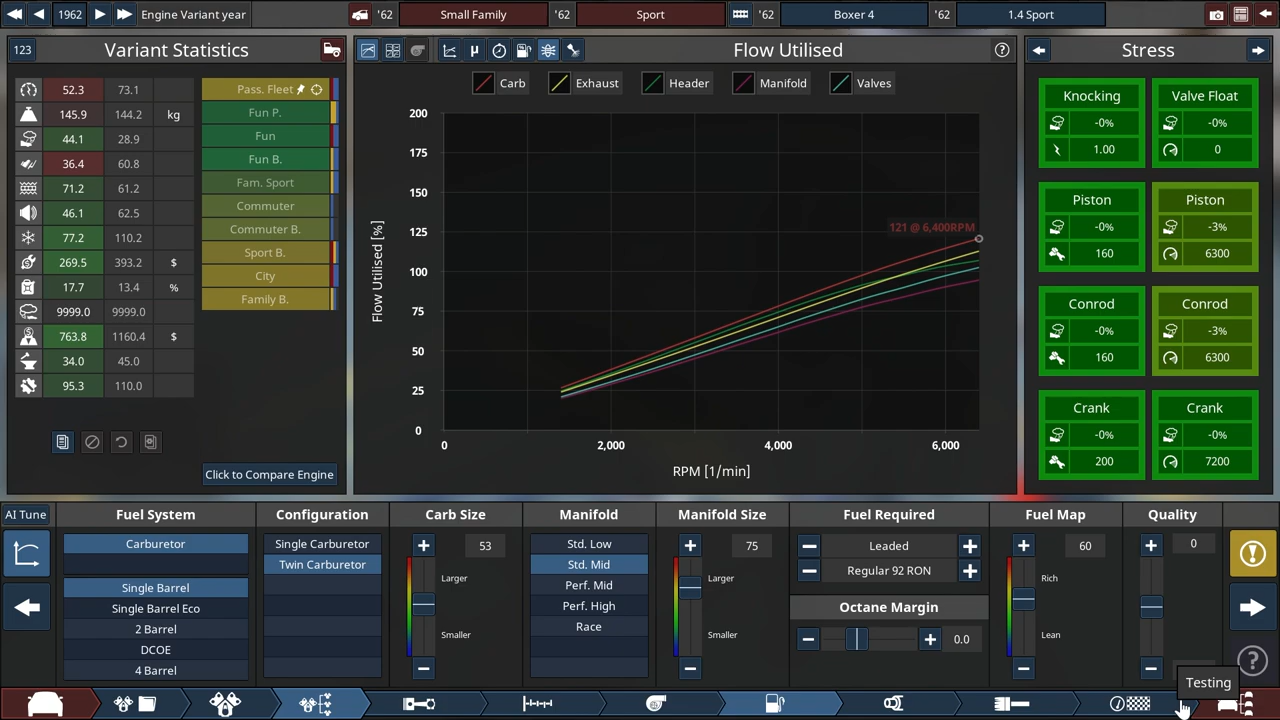 1962 Engine Variant year '62 Small Family '62 Sport '62 Boxer 4 '62 1.4 Sport
123 Variant Statistics
52.3 73.1
145.9 144.2 kg
44.1 28.9
36.4 60.8
71.2 61.2
46.1 62.5
77.2 110.2
269.5 393.2 $
17.7 13.4 %
9999.0 9999.0
763.8 1160.4 $
34.0 45.0
95.3 110.0
Pass. Fleet
Fun P.
Fun
Fun B.
Fam. Sport
Commuter
Commuter B.
Sport B.
City
Family B.
Click to Compare Engine
Flow Utilised
Carb Exhaust Header Manifold Valves
Flow Utilised [%]
200
175
150
125
100
75
50
25
0
121 @ 6,400RPM
0 2,000 4,000 6,000
RPM [1/min]
Stress
Knocking
-0%
1.00
Valve Float
-0%
0
Piston
-0%
160
Piston
-3%
6300
Conrod
-0%
160
Conrod
-3%
6300
Crank
-0%
200
Crank
-0%
7200
AI Tune
Fuel System
Carburetor
Single Barrel
Single Barrel Eco
2 Barrel
DCOE
4 Barrel
Configuration
Single Carburetor
Twin Carburetor
Carb Size
53
Larger
Smaller
Manifold
Std. Low
Std. Mid
Perf. Mid
Perf. High
Race
Manifold Size
75
Larger
Smaller
Fuel Required
Leaded
Regular 92 RON
Octane Margin
0.0
Fuel Map
60
Rich
Lean
Quality
0
Testing